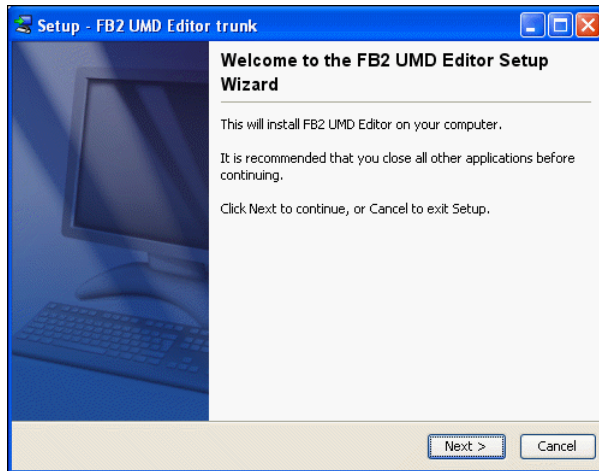 Setup - FB2 UMD Editor trunk
Welcome to the FB2 UMD Editor Setup
Wizard
This will install FB2 UMD Editor on your computer.
It is recommended that you close all other applications before
continuing.
Click Next to continue, or Cancel to exit Setup.
Next >
Cancel